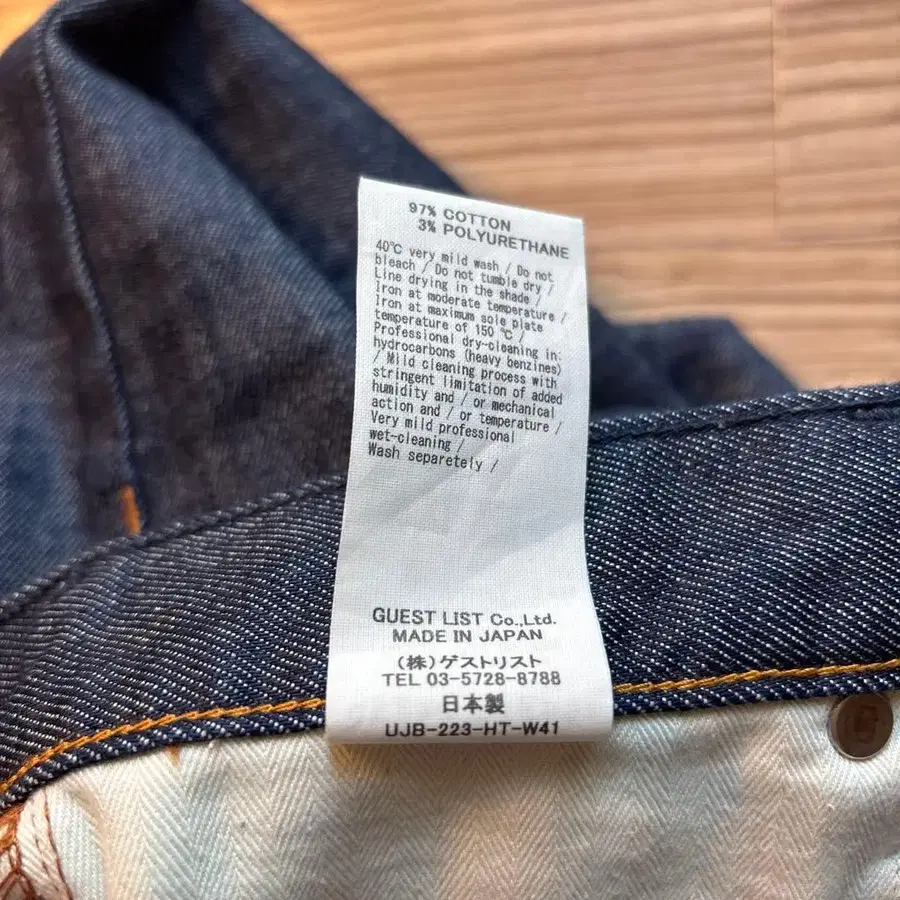 97% COTTON
3% POLYURETHANE
40℃ very mild wash / Do not
bleach / Do not tumble dry /
Line drying in the shade /
Iron at moderate temperature /
Iron at maximum sole plate
temperature of 150 ℃ /
Professional dry-cleaning in:
hydrocarbons (heavy benzines)
/ Mild cleaning process with
stringent limitation of added
humidity and / or mechanical
action and / or temperature /
Very mild professional
wet-cleaning /
Wash separetely /
GUEST LIST Co.,Ltd.
MADE IN JAPAN
(株)ゲストリスト
TEL 03-5728-8788
日本製
UJB-223-HT-W41